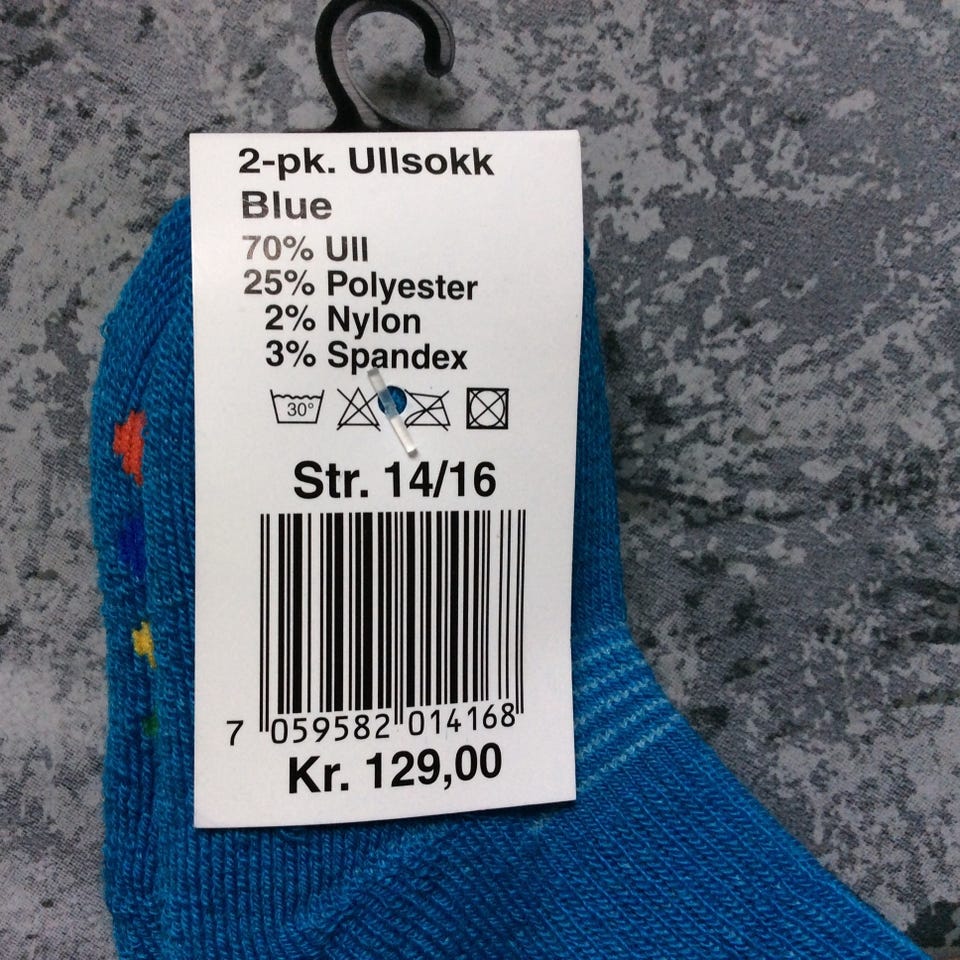 2-pk. Ullsokk
Blue
70% Ull
25% Polyester
2% Nylon
3% Spandex
30°
Str. 14/16
7 059582 014168
Kr. 129,00